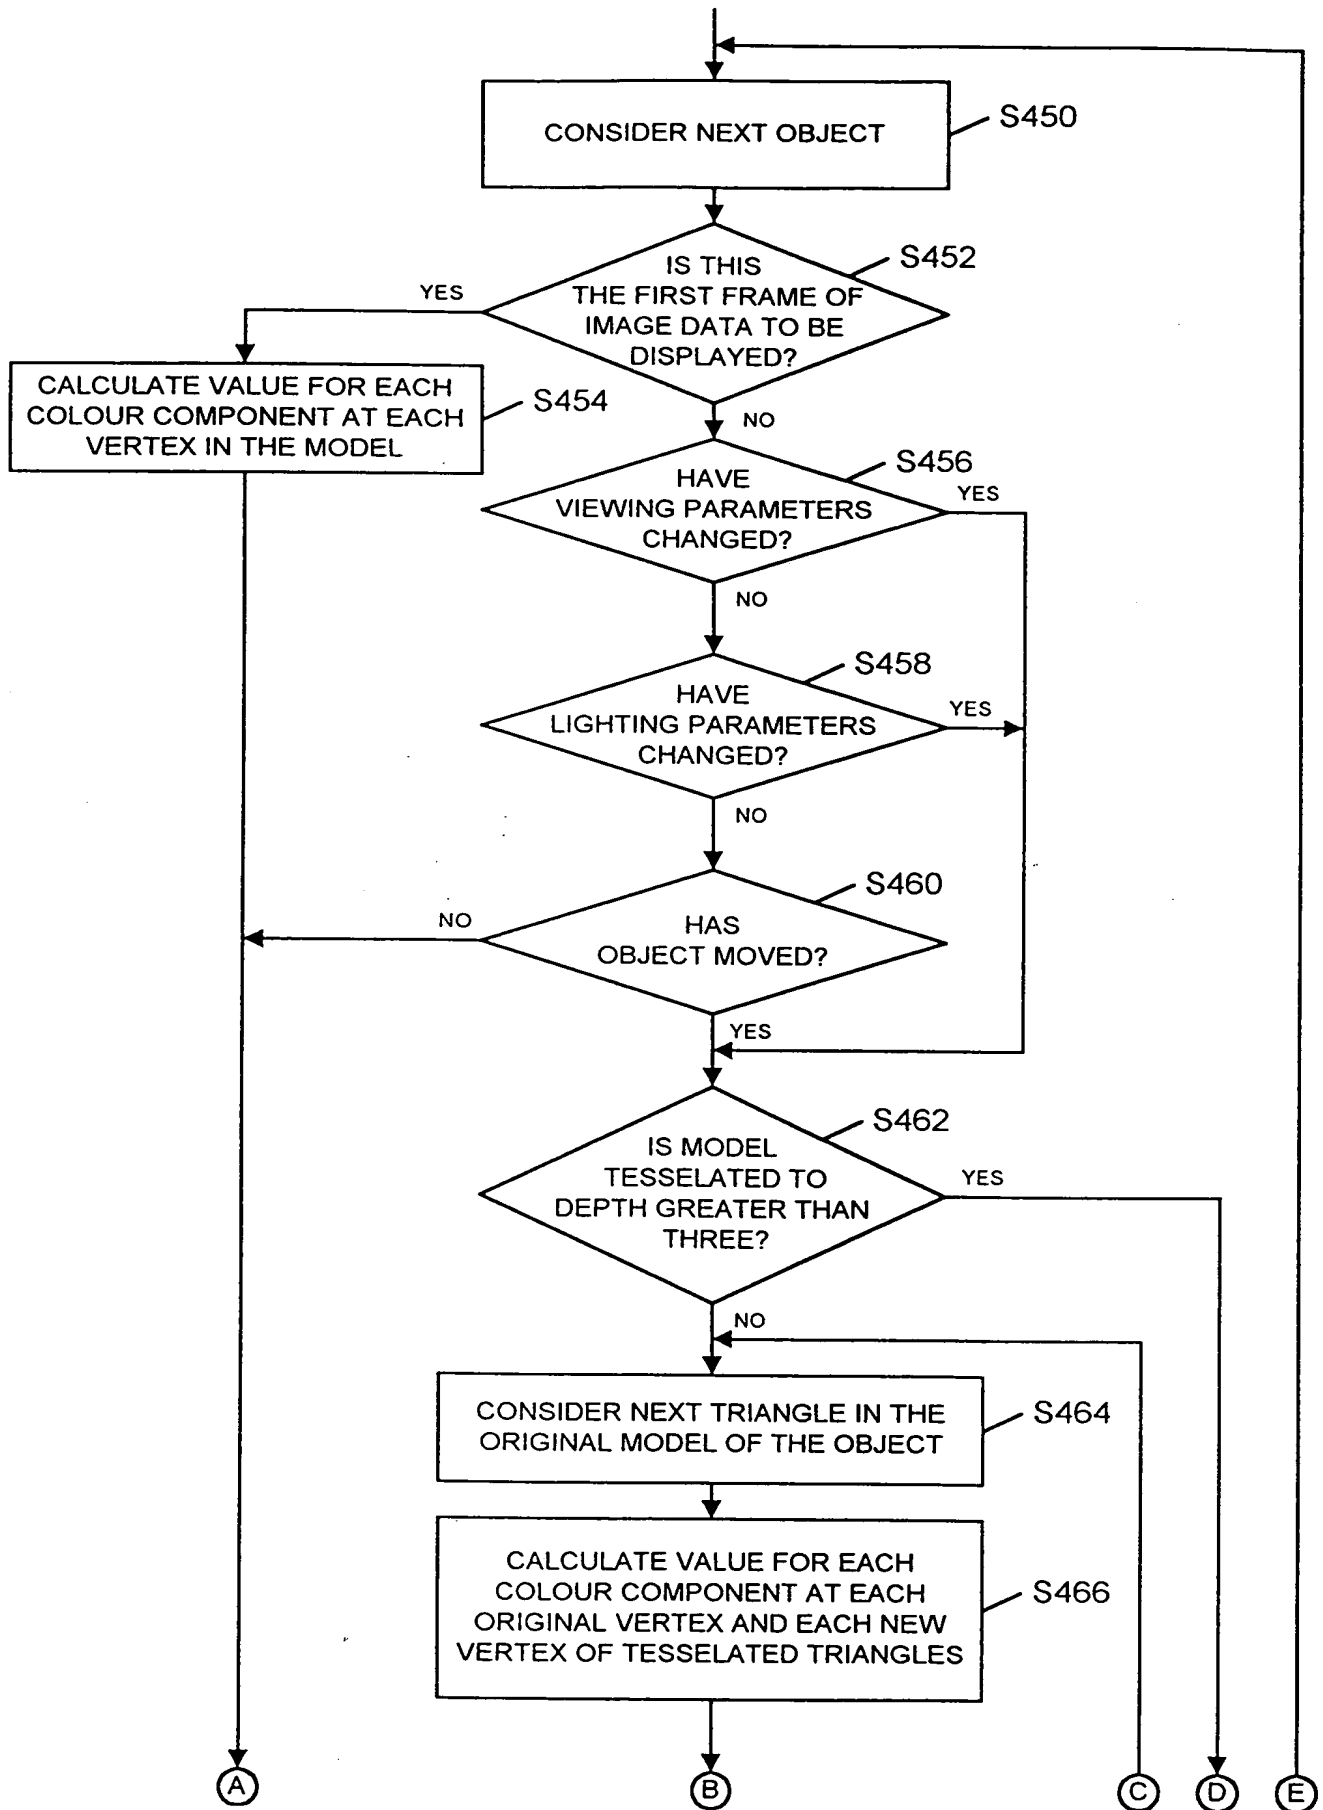 CONSIDER NEXT OBJECT
S450
IS THIS
THE FIRST FRAME OF
IMAGE DATA TO BE
DISPLAYED?
S452
YES
NO
CALCULATE VALUE FOR EACH
COLOUR COMPONENT AT EACH
VERTEX IN THE MODEL
S454
HAVE
VIEWING PARAMETERS
CHANGED?
S456
YES
NO
HAVE
LIGHTING PARAMETERS
CHANGED?
S458
YES
NO
HAS
OBJECT MOVED?
S460
NO
YES
IS MODEL
TESSELATED TO
DEPTH GREATER THAN
THREE?
S462
YES
NO
CONSIDER NEXT TRIANGLE IN THE
ORIGINAL MODEL OF THE OBJECT
S464
CALCULATE VALUE FOR EACH
COLOUR COMPONENT AT EACH
ORIGINAL VERTEX AND EACH NEW
VERTEX OF TESSELATED TRIANGLES
S466
A
B
C
D
E